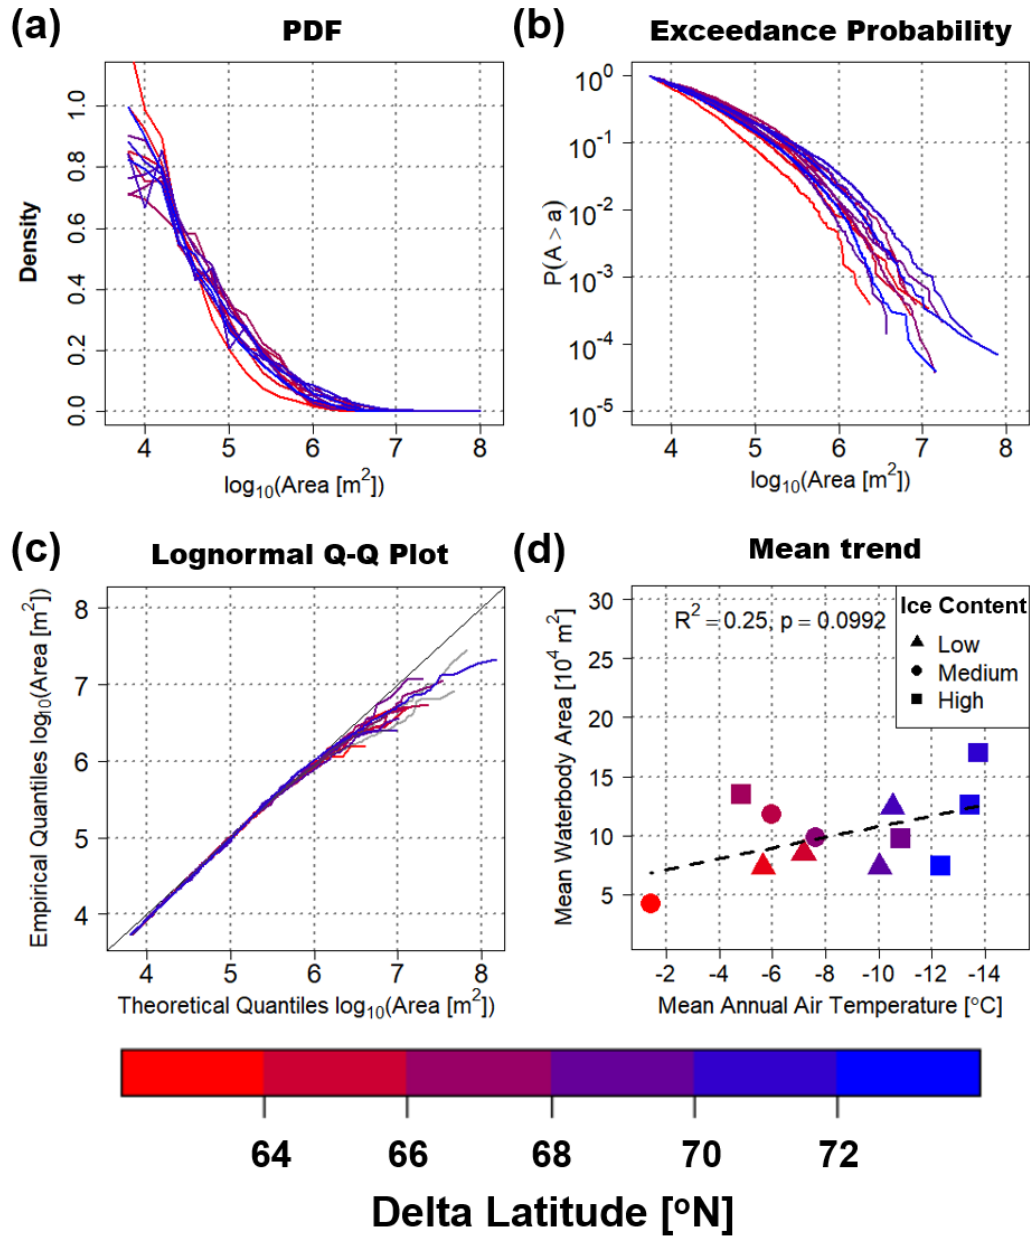 (a) PDF
Density
0.0 0.2 0.4 0.6 0.8 1.0
4 5 6 7 8
log10(Area [m2])
(b) Exceedance Probability
P(A > a)
10^0
10^-1
10^-2
10^-3
10^-4
10^-5
4 5 6 7 8
log10(Area [m2])
(c) Lognormal Q-Q Plot
Empirical Quantiles log10(Area [m2])
8
7
6
5
4
4 5 6 7 8
Theoretical Quantiles log10(Area [m2])
(d) Mean trend
Mean Waterbody Area [10^4 m2]
30
25
20
15
10
5
R2 = 0.25, p = 0.0992
Ice Content
Low
Medium
High
-2 -4 -6 -8 -10 -12 -14
Mean Annual Air Temperature [oC]
64 66 68 70 72
Delta Latitude [oN]